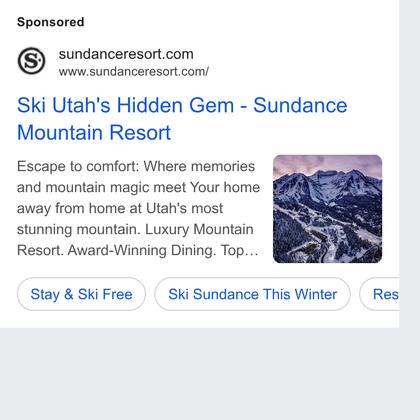 Sponsored
sundanceresort.com
www.sundanceresort.com/
Ski Utah's Hidden Gem - Sundance
Mountain Resort
Escape to comfort: Where memories
and mountain magic meet Your home
away from home at Utah's most
stunning mountain. Luxury Mountain
Resort. Award-Winning Dining. Top...
Stay & Ski Free
Ski Sundance This Winter
Res